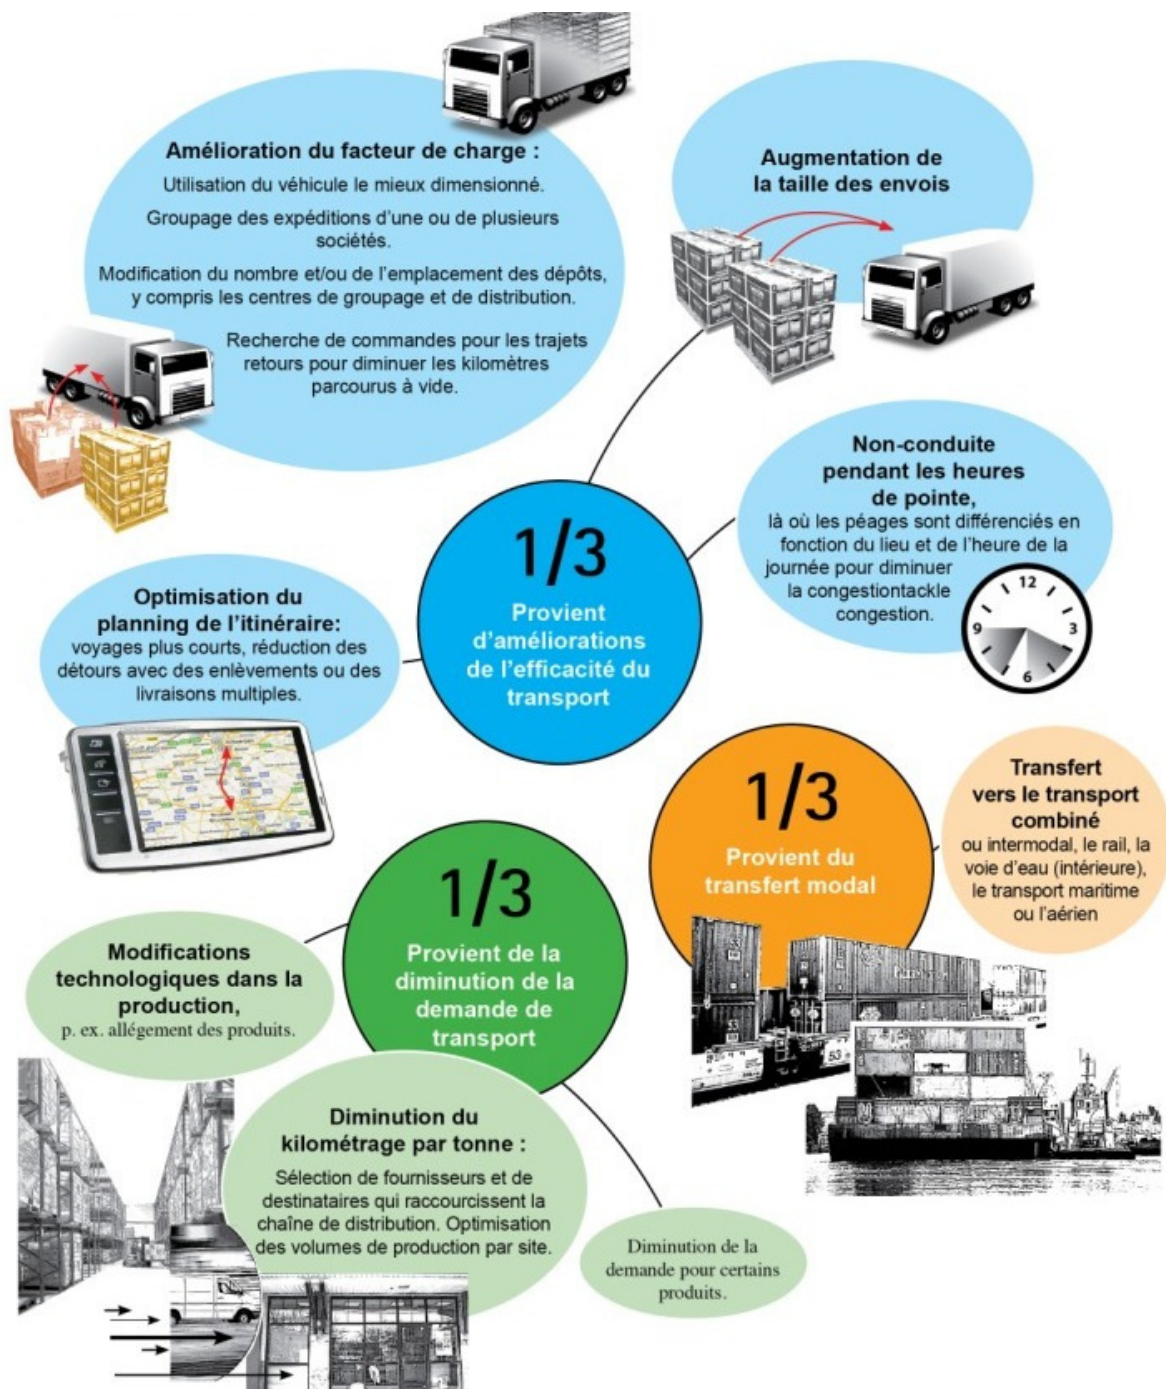 Amélioration du facteur de charge :
Utilisation du véhicule le mieux dimensionné.
Groupage des expéditions d'une ou de plusieurs
sociétés.
Modification du nombre et/ou de l'emplacement des dépôts,
y compris les centres de groupage et de distribution.
Recherche de commandes pour les trajets
retours pour diminuer les kilomètres
parcourus à vide.
Augmentation de
la taille des envois
Non-conduite
pendant les heures
de pointe,
là où les péages sont différenciés en
fonction du lieu et de l'heure de la
journée pour diminuer
la congestiontackle
congestion.
12
3
6
9
1/3
Provient
d'améliorations
de l'efficacité du
transport
Optimisation du
planning de l'itinéraire:
voyages plus courts, réduction des
détours avec des enlèvements ou des
livraisons multiples.
1/3
Provient du
transfert modal
Transfert
vers le transport
combiné
ou intermodal, le rail, la
voie d'eau (intérieure),
le transport maritime
ou l'aérien
53
53
53
1/3
Provient de la
diminution de la
demande de
transport
Modifications
technologiques dans la
production,
p. ex. allégement des produits.
Diminution du
kilométrage par tonne :
Sélection de fournisseurs et de
destinataires qui raccourcissent la
chaîne de distribution. Optimisation
des volumes de production par site.
Diminution de la
demande pour certains
produits.